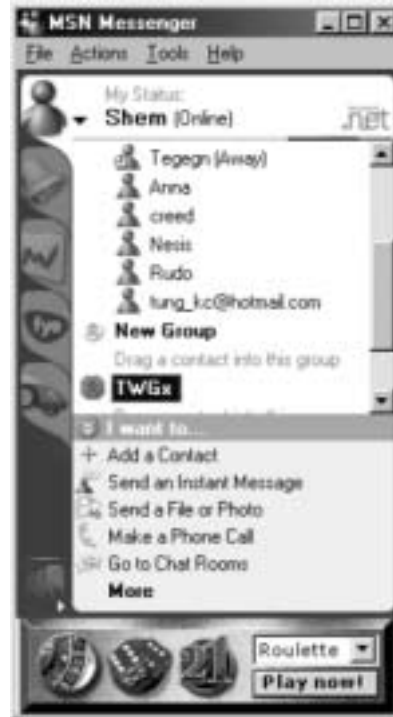 MSN Messenger
File Actions Tools Help
My Status:
Shem (Online)
.net
Tegegn (Away)
Anna
creed
Nesis
Rudo
tung_kc@hotmail.com
New Group
Drag a contact into this group
TWGx
I want to...
+ Add a Contact
Send an Instant Message
Send a File or Photo
Make a Phone Call
Go to Chat Rooms
More
21
Roulette
Play now!